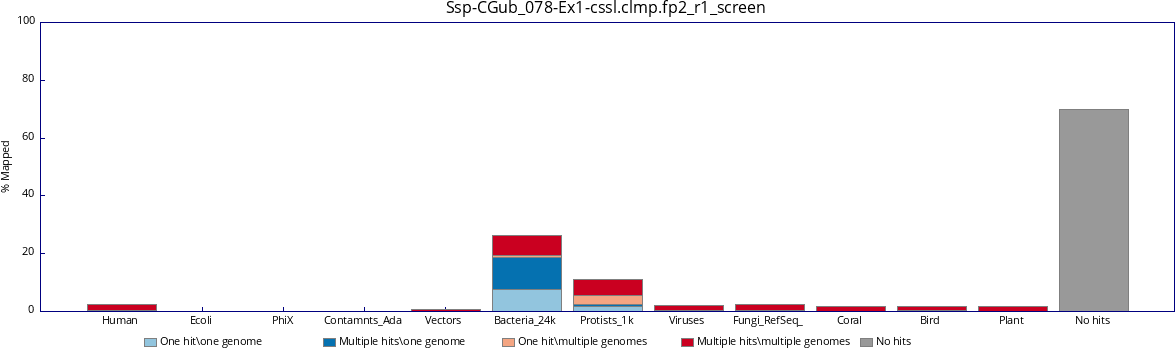 Ssp-CGub_078-Ex1-cssl.clmp.fp2_r1_screen
100
80
60
40
20
0
% Mapped
Human Ecoli PhiX Contamnts_Ada Vectors Bacteria_24k Protists_1k Viruses Fungi_RefSeq_ Coral Bird Plant No hits
One hit\one genome Multiple hits\one genome One hit\multiple genomes Multiple hits\multiple genomes No hits